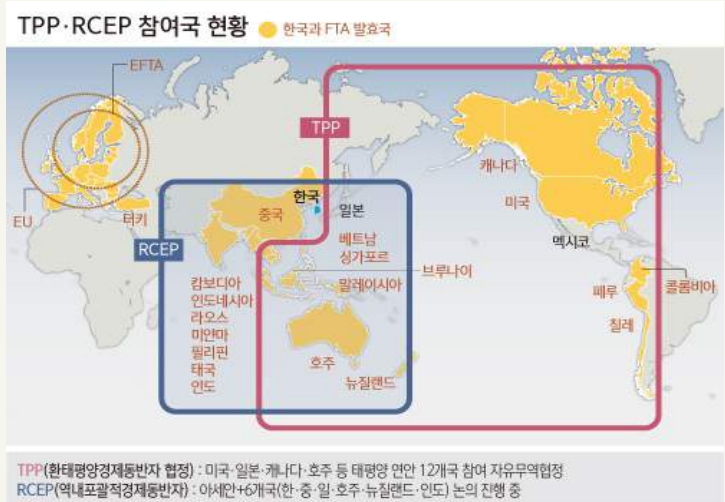 TPP·RCEP 참여국 현황
한국과 FTA 발효국
EFTA
TPP
캐나다
한국
중국
일본
미국
EU
터키
RCEP
베트남
싱가포르
멕시코
브루나이
캄보디아
인도네시아
라오스
미얀마
필리핀
태국
인도
말레이시아
페루
콜롬비아
칠레
호주
뉴질랜드
TPP(환태평양경제동반자 협정) : 미국·일본·캐나다·호주 등 태평양 연안 12개국 참여 자유무역협정
RCEP(역내포괄적경제동반자) : 아세안+6개국(한·중·일·호주·뉴질랜드·인도) 논의 진행 중